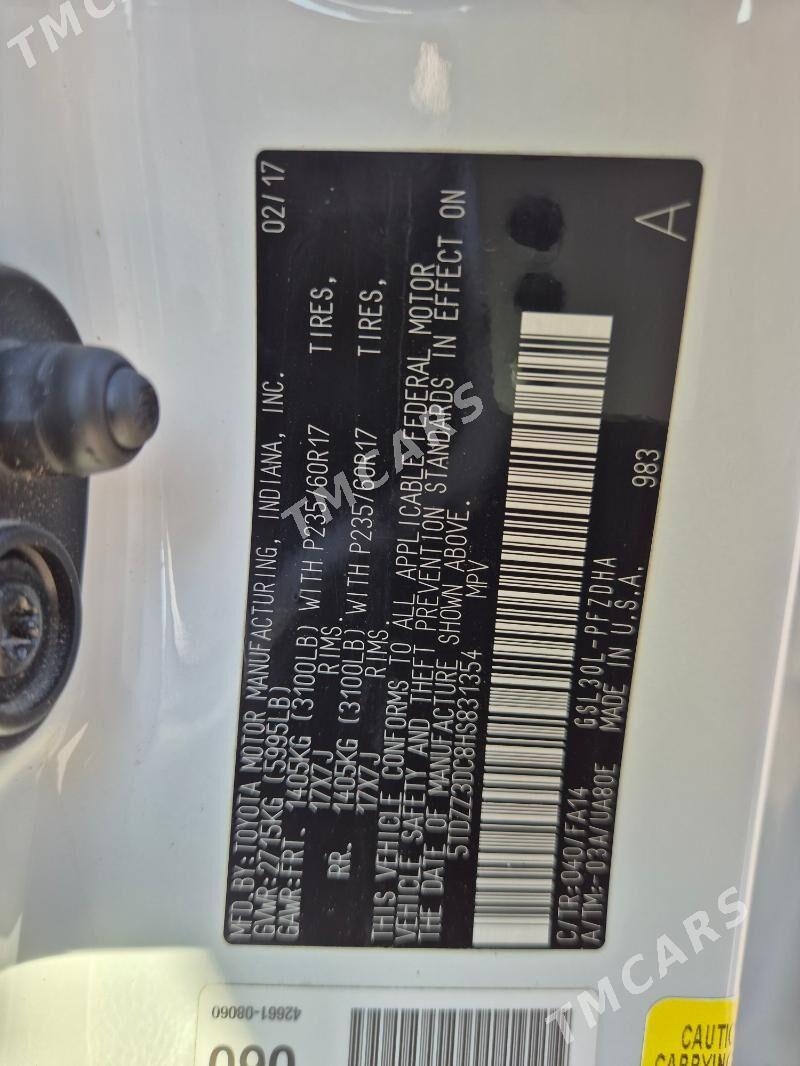 MFD.BY:TOYOTA MOTOR MANUFACTURING, INDIANA, INC. 02/17
GVWR:2715KG (5995LB)
GAWR:FRT. 1405KG (3100LB) WITH P235/60R17 TIRES,
17X7J RIMS.
RR. 1405KG (3100LB) WITH P235/60R17 TIRES,
17X7J RIMS.
THIS VEHICLE CONFORMS TO ALL APPLICABLE FEDERAL MOTOR
VEHICLE SAFETY AND THEFT PREVENTION STANDARDS IN EFFECT ON
THE DATE OF MANUFACTURE SHOWN ABOVE.
5TDZZ3DC8HS831354 MPV
C/TR:040/FA14 GSL30L-PFZDHA 983 A
A/TM:-03A/UA80E MADE IN U.S.A.
42661-08060
CARRYING
TMCARS
TMCARS
TMCARS